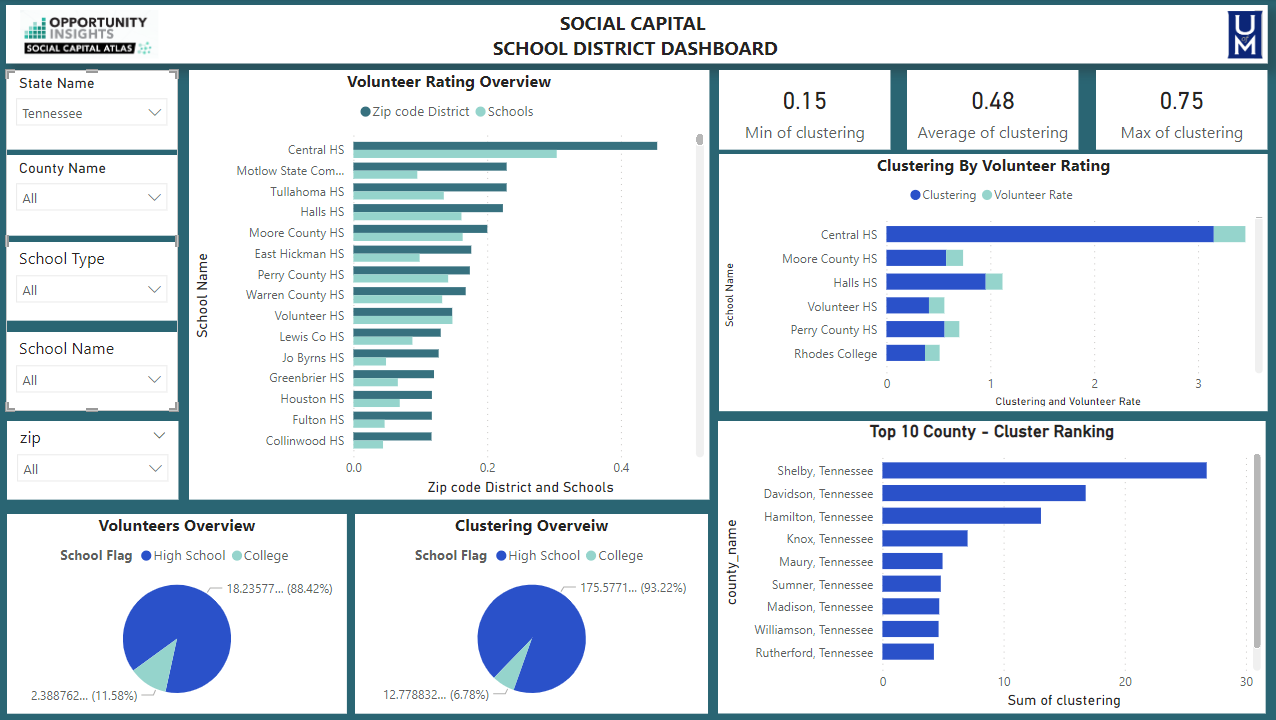 OPPORTUNITY
INSIGHTS
SOCIAL CAPITAL ATLAS
SOCIAL CAPITAL
SCHOOL DISTRICT DASHBOARD
U
M
State Name
Tennessee
County Name
All
School Type
All
School Name
All
zip
All
Volunteer Rating Overview
Zip code District Schools
School Name
Central HS
Motlow State Com...
Tullahoma HS
Halls HS
Moore County HS
East Hickman HS
Perry County HS
Warren County HS
Volunteer HS
Lewis Co HS
Jo Byrns HS
Greenbrier HS
Houston HS
Fulton HS
Collinwood HS
0.0 0.2 0.4
Zip code District and Schools
0.15
Min of clustering
0.48
Average of clustering
0.75
Max of clustering
Clustering By Volunteer Rating
Clustering Volunteer Rate
School Name
Central HS
Moore County HS
Halls HS
Volunteer HS
Perry County HS
Rhodes College
0 1 2 3
Clustering and Volunteer Rate
Top 10 County - Cluster Ranking
county_name
Shelby, Tennessee
Davidson, Tennessee
Hamilton, Tennessee
Knox, Tennessee
Maury, Tennessee
Sumner, Tennessee
Madison, Tennessee
Williamson, Tennessee
Rutherford, Tennessee
0 10 20 30
Sum of clustering
Volunteers Overview
School Flag High School College
18.23577... (88.42%)
2.388762... (11.58%)
Clustering Overveiw
School Flag High School College
175.5771... (93.22%)
12.778832... (6.78%)